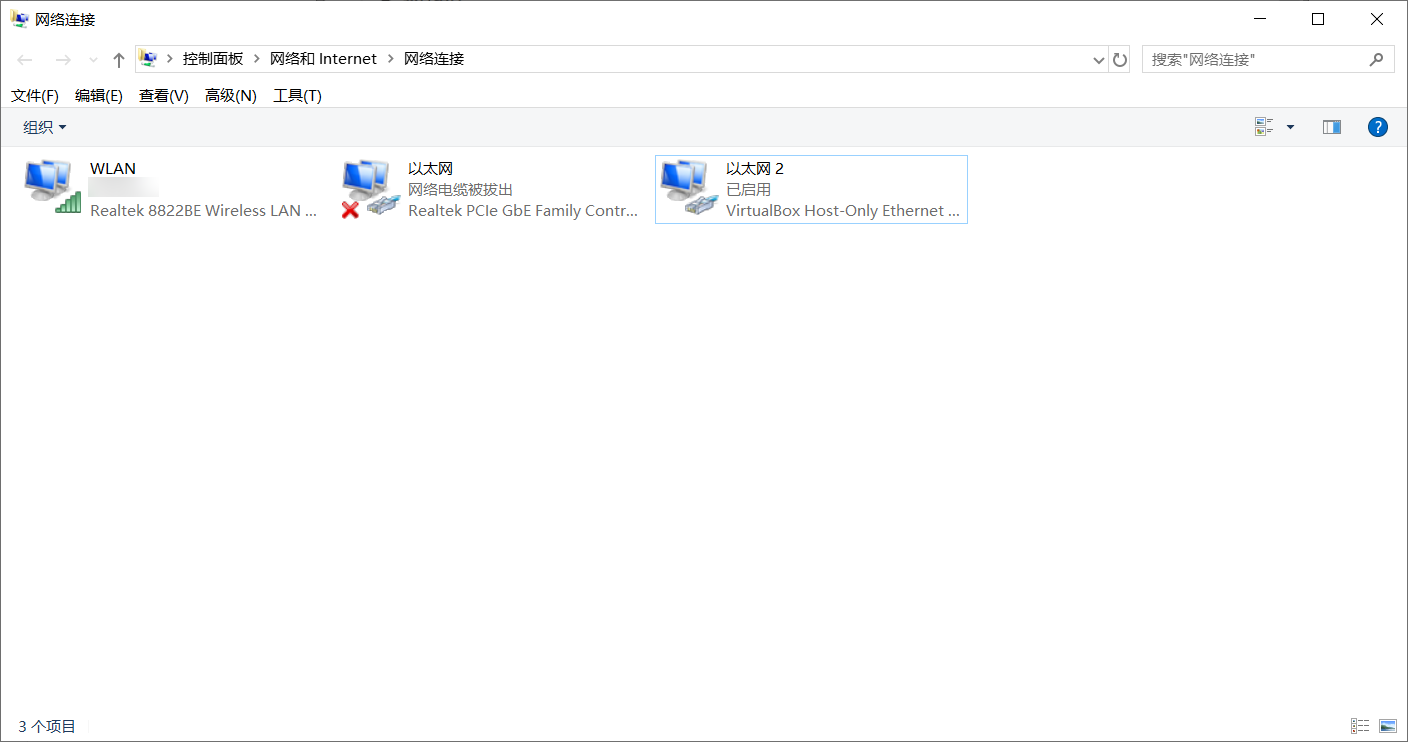 网络连接
控制面板 > 网络和 Internet > 网络连接
搜索"网络连接"
文件(F) 编辑(E) 查看(V) 高级(N) 工具(T)
组织
WLAN
Realtek 8822BE Wireless LAN ...
以太网
网络电缆被拔出
Realtek PCIe GbE Family Contr...
以太网 2
已启用
VirtualBox Host-Only Ethernet ...
3 个项目